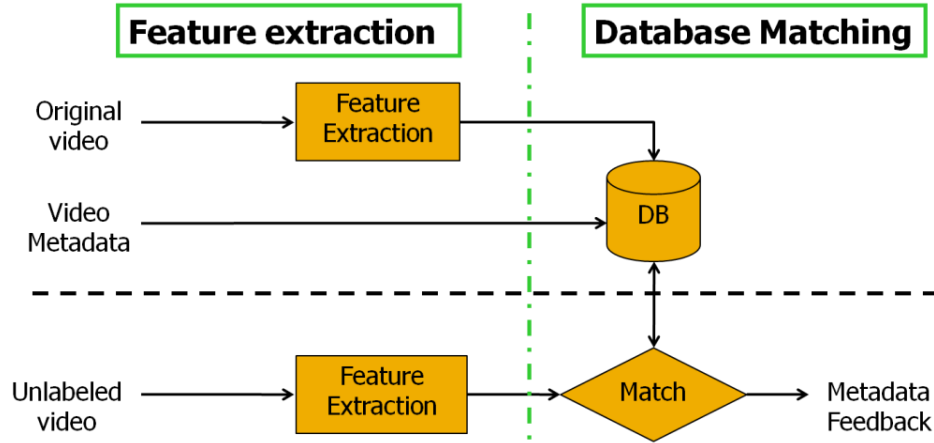 Feature extraction
Database Matching
Original
video
Feature
Extraction
Video
Metadata
DB
Unlabeled
video
Feature
Extraction
Match
Metadata
Feedback